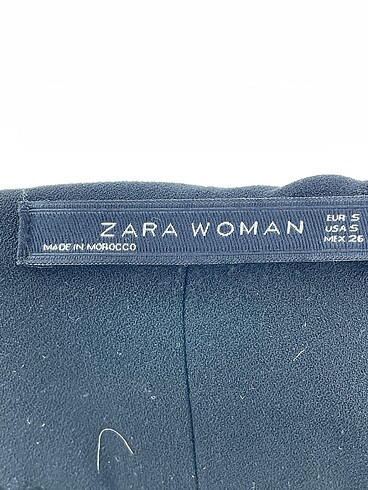 ZARA WOMAN
MADE IN MOROCCO
EUR S
USA S
MEX 26